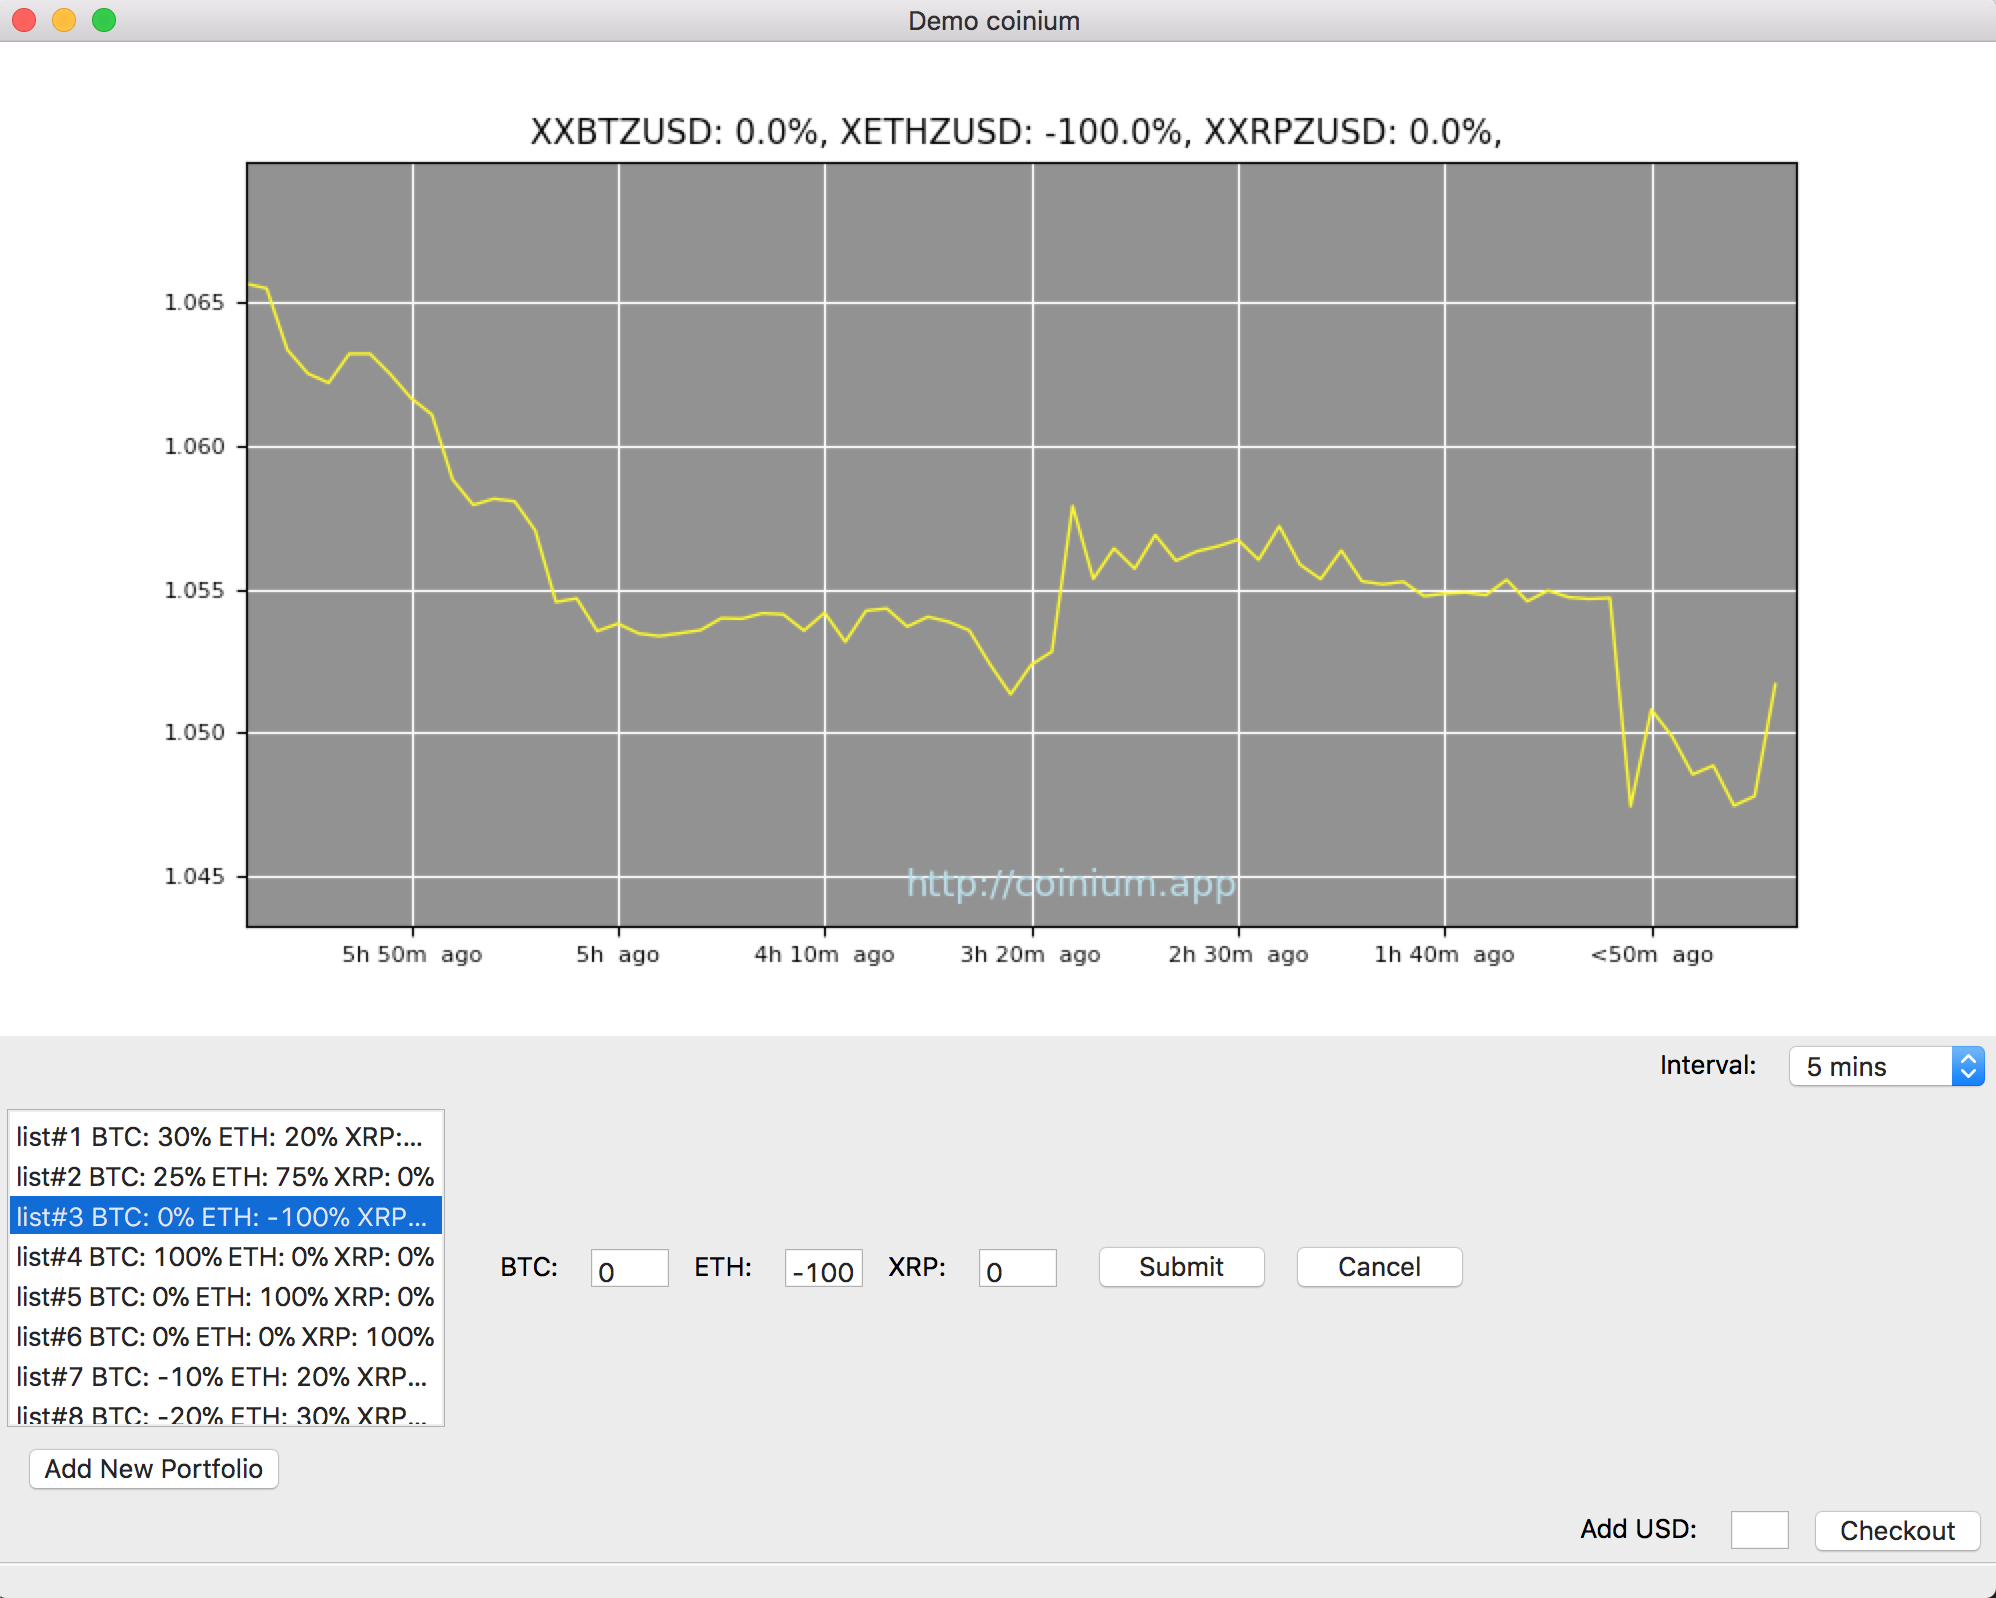 Demo coinium
XXBTZUSD: 0.0%, XETHZUSD: -100.0%, XXRPZUSD: 0.0%,
1.065
1.060
1.055
1.050
1.045
http://coinium.app
5h 50m ago 5h ago 4h 10m ago 3h 20m ago 2h 30m ago 1h 40m ago <50m ago
Interval: 5 mins
list#1 BTC: 30% ETH: 20% XRP:...
list#2 BTC: 25% ETH: 75% XRP: 0%
list#3 BTC: 0% ETH: -100% XRP...
list#4 BTC: 100% ETH: 0% XRP: 0%
list#5 BTC: 0% ETH: 100% XRP: 0%
list#6 BTC: 0% ETH: 0% XRP: 100%
list#7 BTC: -10% ETH: 20% XRP...
list#8 BTC: -20% ETH: 30% XRP...
BTC: 0 ETH: -100 XRP: 0 Submit Cancel
Add New Portfolio
Add USD: Checkout